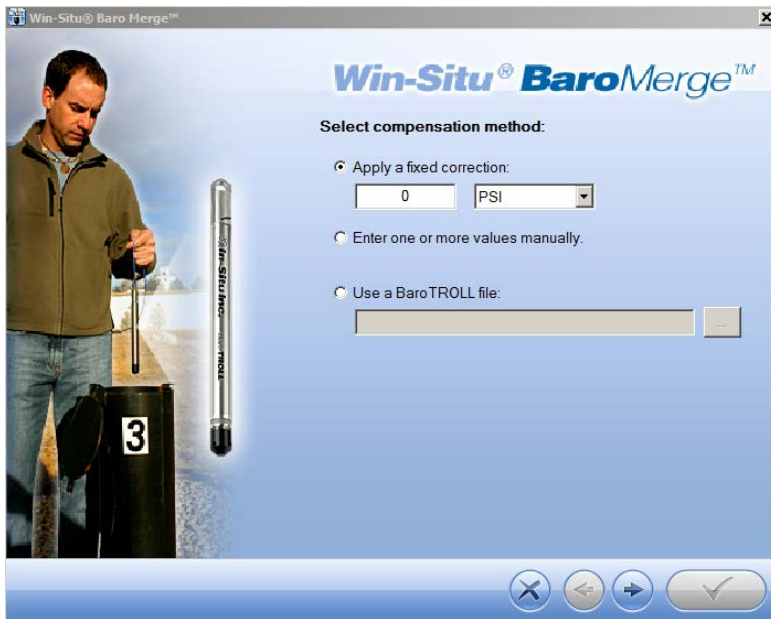 Win-Situ® Baro Merge™
Win-Situ® BaroMerge™
Select compensation method:
Apply a fixed correction:
0 PSI
Enter one or more values manually.
Use a BaroTROLL file:
...
In-Situ Inc.
TROLL
3